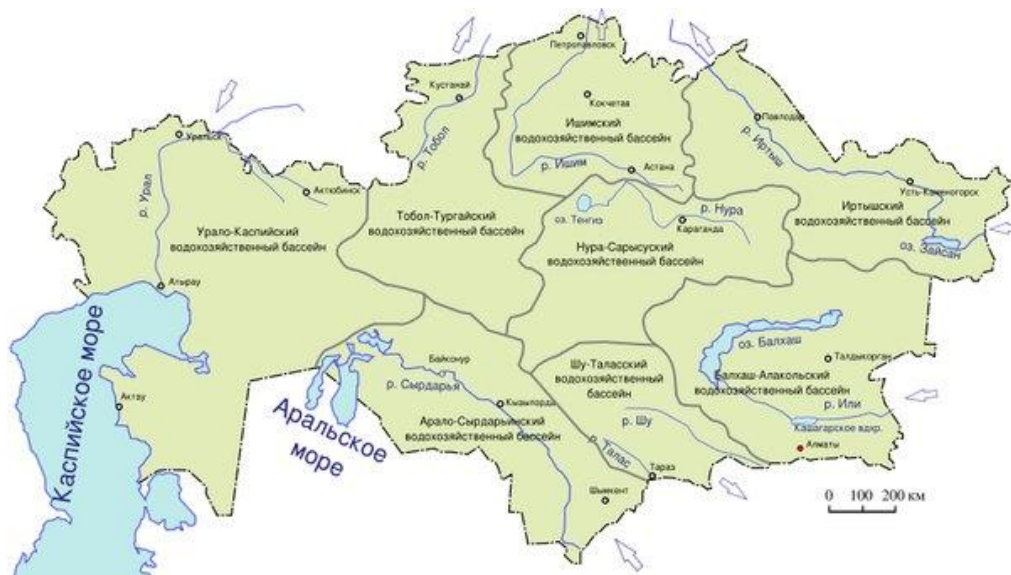 Петропавловск
Кустанай
Кокчетав
р. Тобол
Ишимский
водохозяйственный бассейн
р. Ишим
Астана
Павлодар
р. Иртыш
Усть-Каменогорск
Иртышский
водохозяйственный бассейн
оз. Зайсан
Урал
Актюбинск
р. Урал
Урало-Каспийский
водохозяйственный бассейн
Атырау
Тобол-Тургайский
водохозяйственный бассейн
оз. Тенгиз
р. Нура
Караганда
Нура-Сарысуский
водохозяйственный бассейн
Каспийское море
Актау
Аральское
море
Байконур
р. Сырдарья
Кызылорда
Арало-Сырдарьинский
водохозяйственный бассейн
Шу-Таласский
водохозяйственный
бассейн
р. Шу
р. Талас
Тараз
Шымкент
оз. Балхаш
Талдыкорган
Балхаш-Алакольский
водохозяйственный бассейн
р. Или
Капшагарское вдхр.
Алматы
0 100 200 км